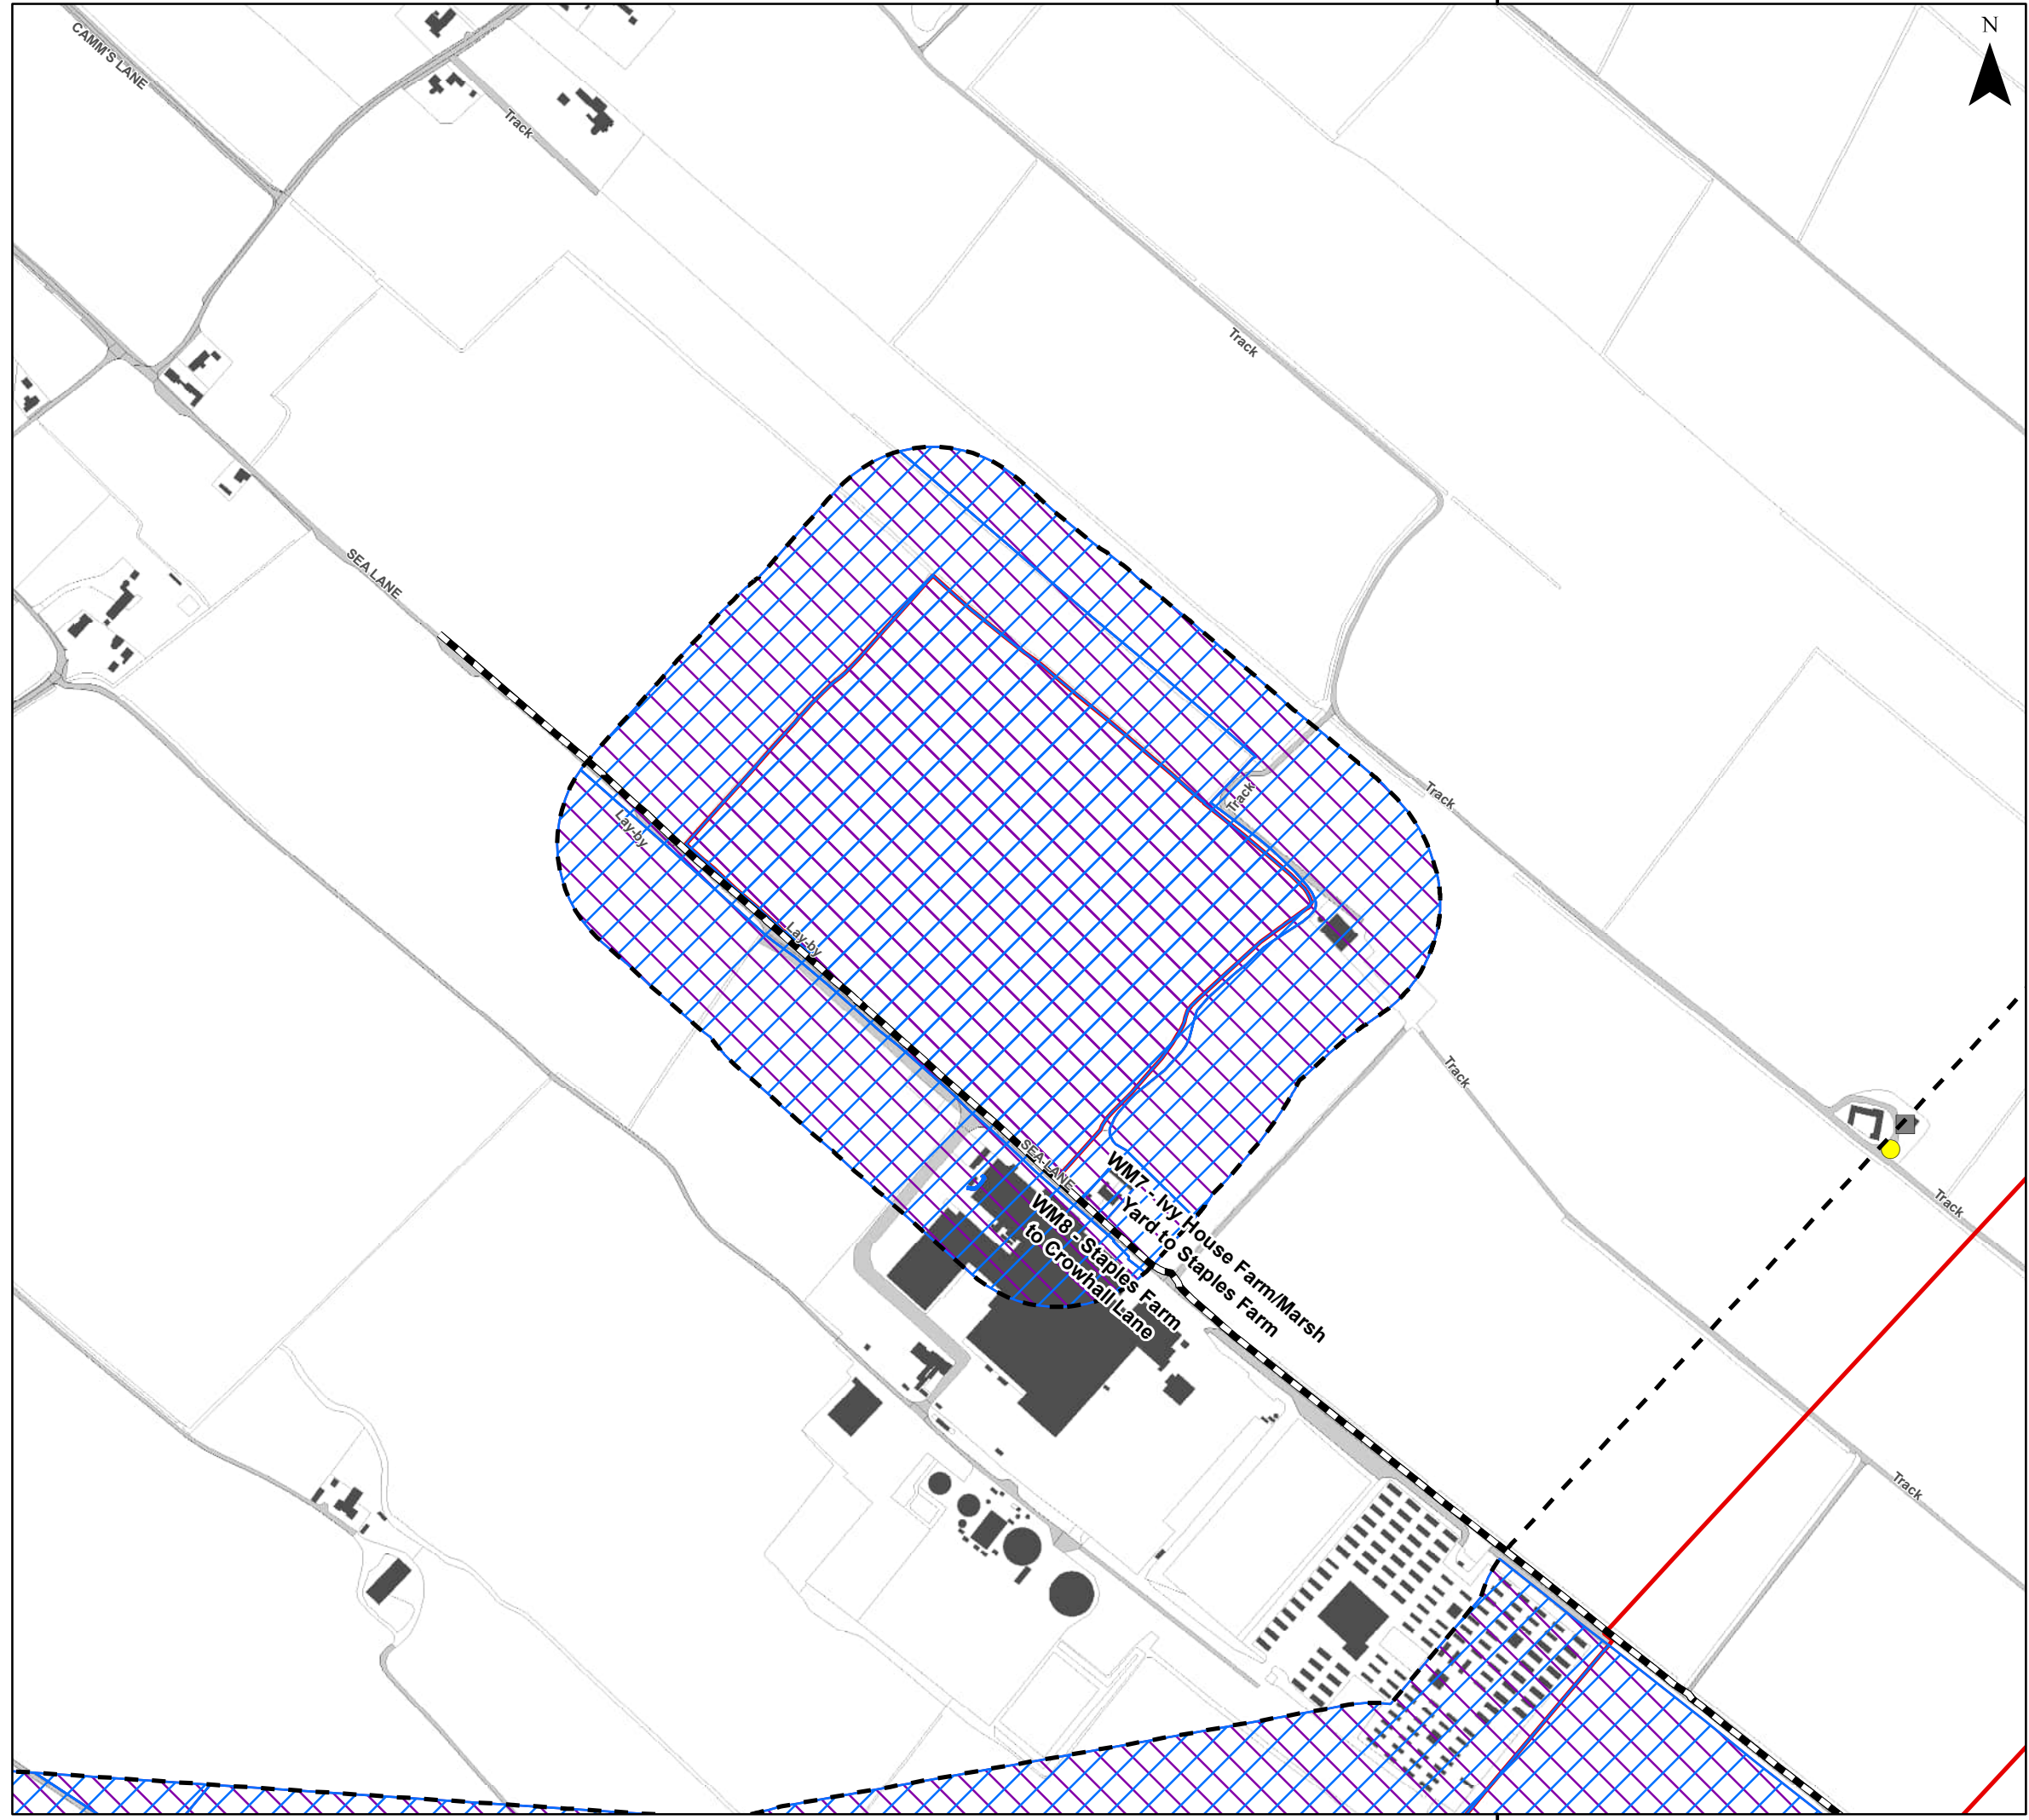 N
CAMM'S LANE
Track
Track
SEA LANE
Track
Track
Lay-by
Lay-by
Track
SEA LANE
WM7 - Ivy House Farm/Marsh
Yard to Staples Farm
WM8 - Staples Farm
to Crowhall Lane
Track
Track